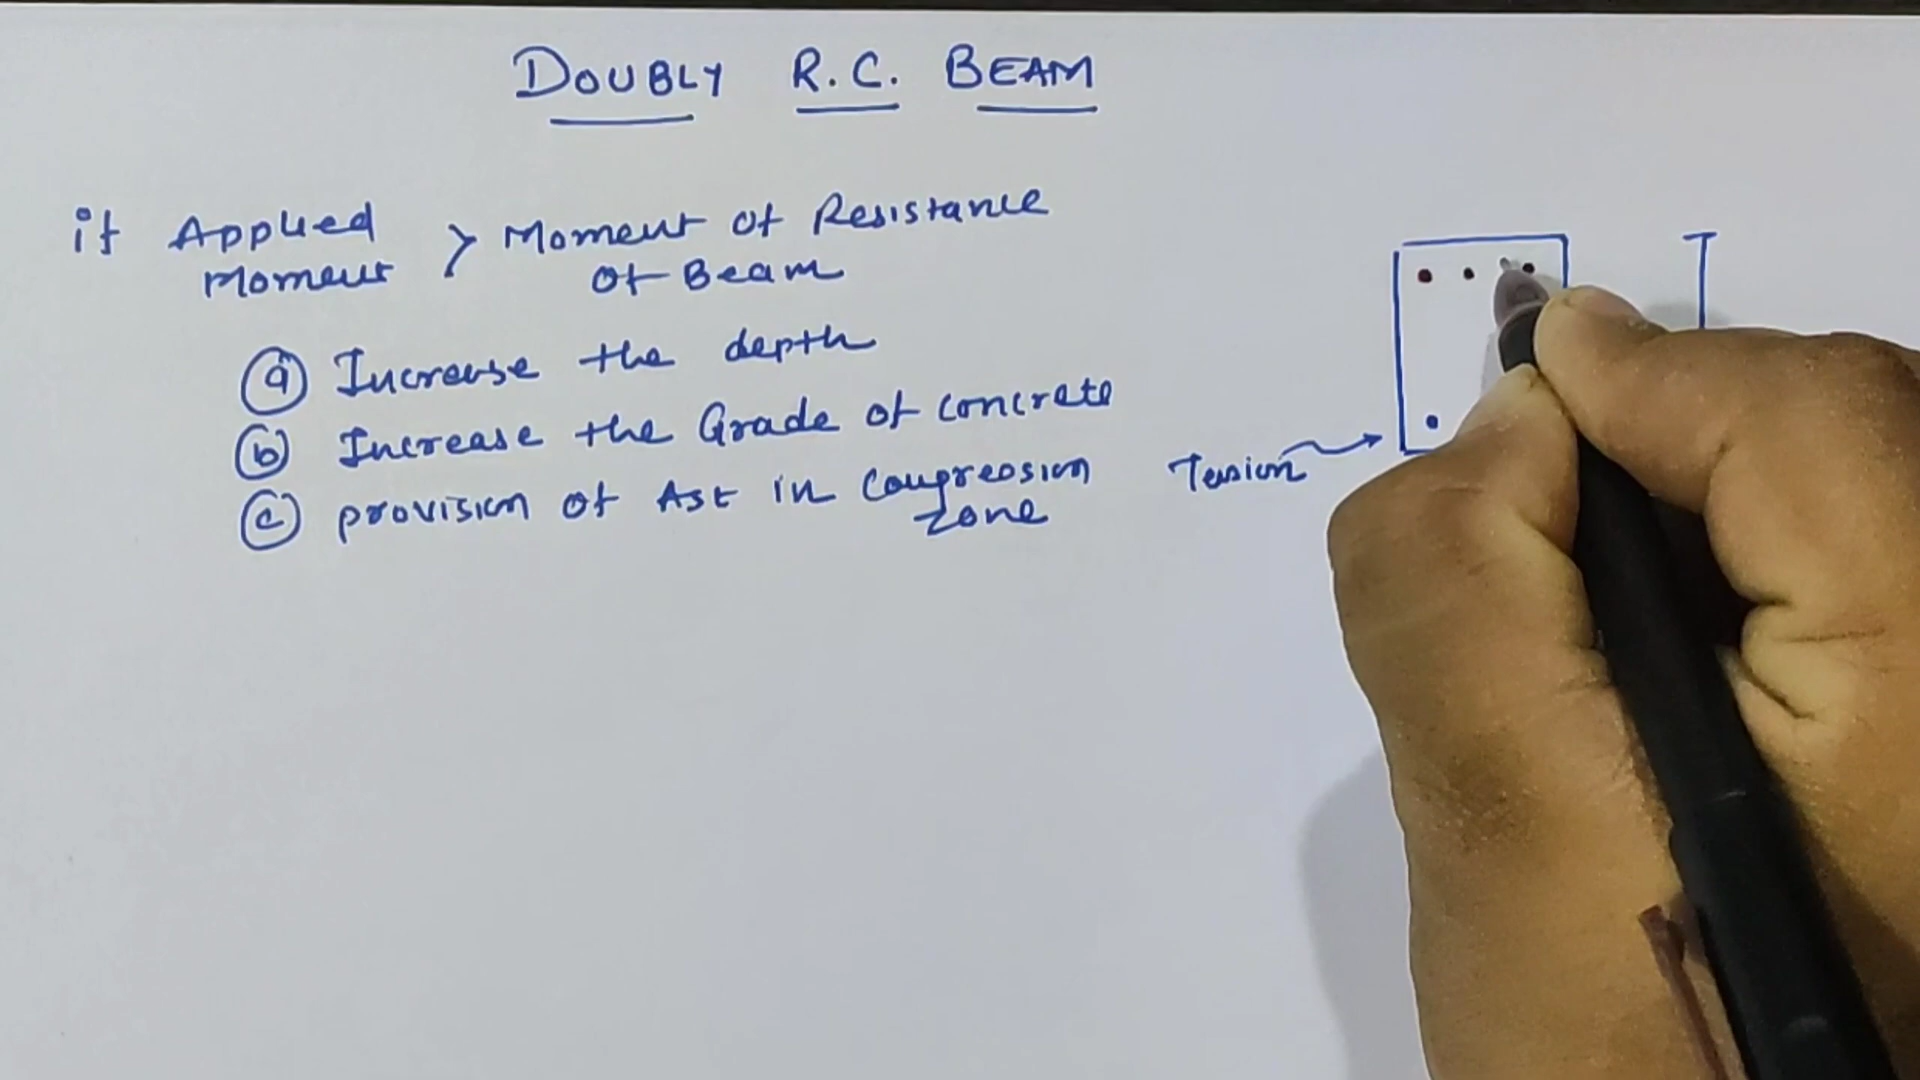 DOUBLY R.C. BEAM
if Applied > Moment of Resistance
Moment of Beam
(a) Increase the depth
(b) Increase the Grade of concrete
(c) provision of Ast in Compression
zone
Tension